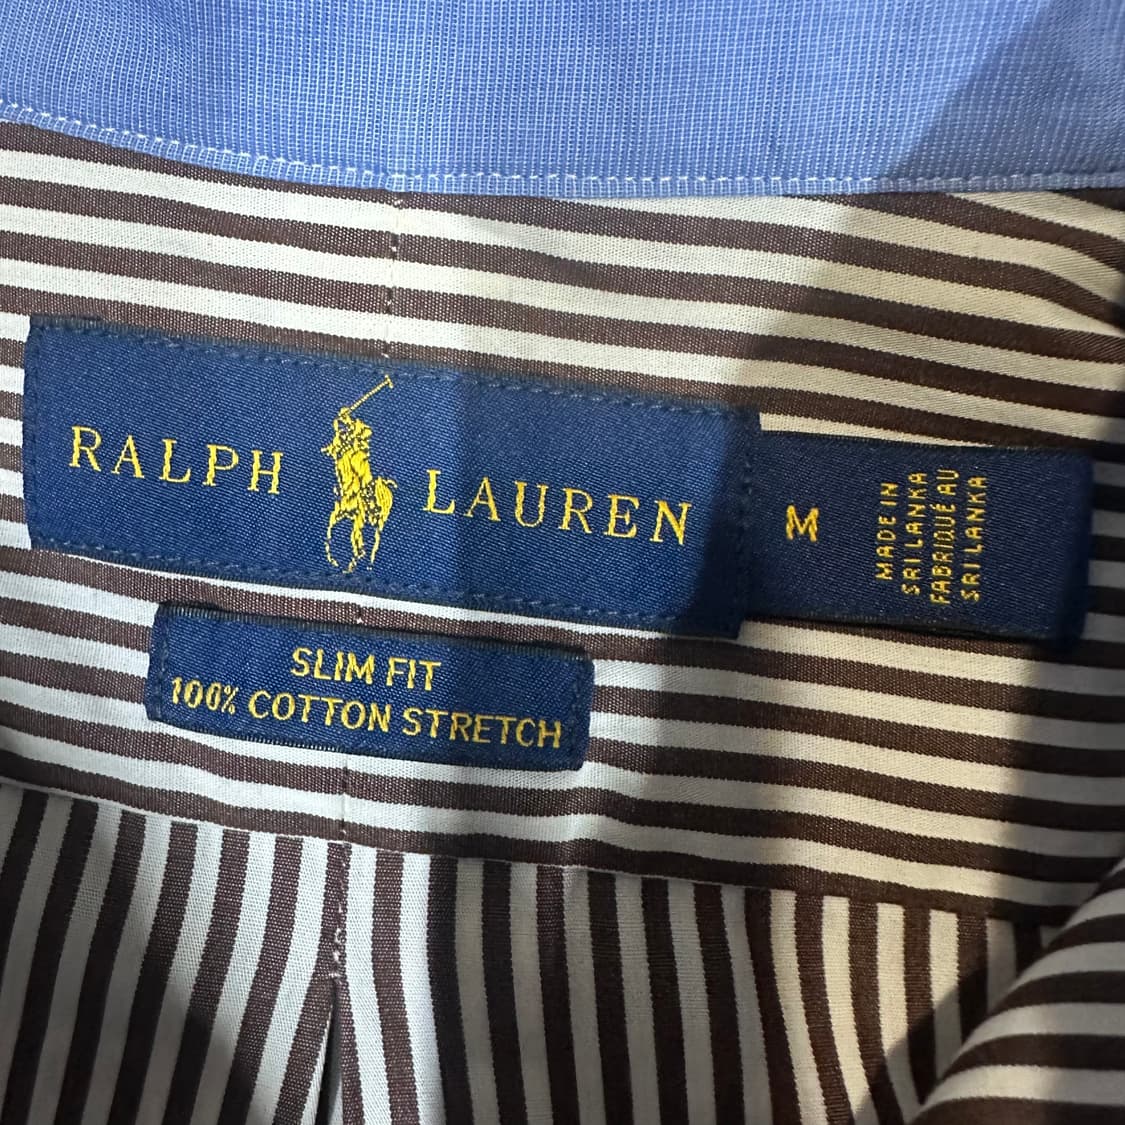 RALPH LAUREN
M
MADE IN
SRI LANKA
FABRIQUÉ AU
SRI LANKA
SLIM FIT
100% COTTON STRETCH